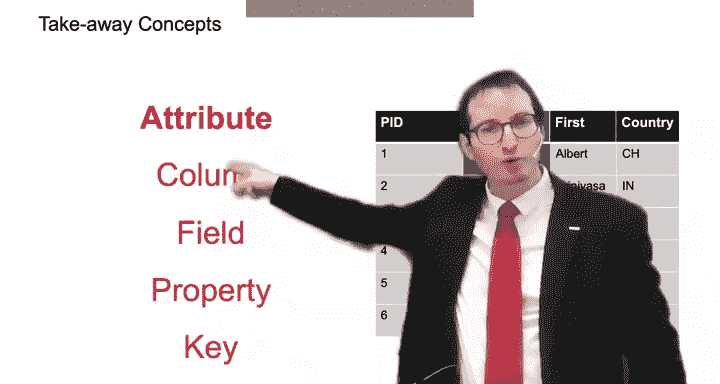 Take-away Concepts
Attribute
Field
Property
Key
PID First Country
1 Albert CH
2 IN
4
5
6